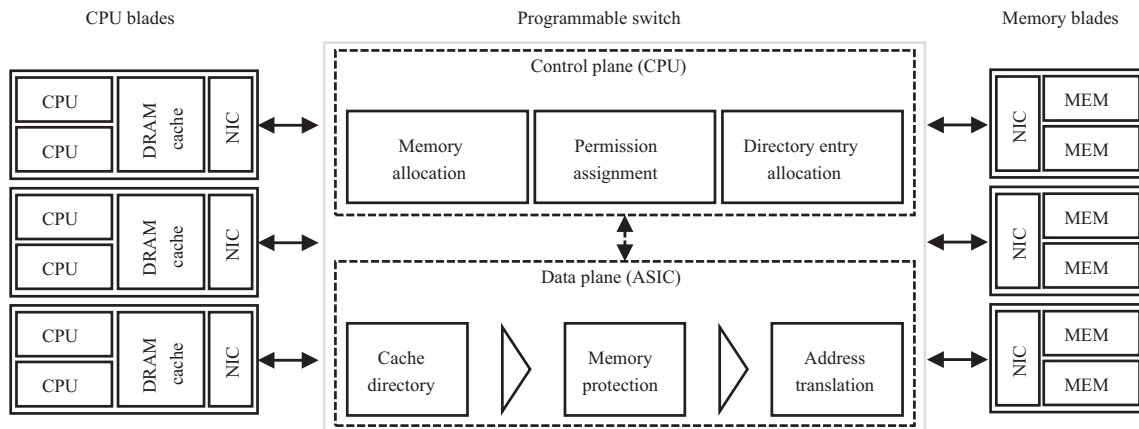 CPU blades
Programmable switch
Memory blades
Control plane (CPU)
CPU
CPU
DRAM
cache
NIC
CPU
CPU
DRAM
cache
NIC
CPU
CPU
DRAM
cache
NIC
Memory
allocation
Permission
assignment
Directory entry
allocation
Data plane (ASIC)
Cache
directory
Memory
protection
Address
translation
NIC
MEM
MEM
NIC
MEM
MEM
NIC
MEM
MEM